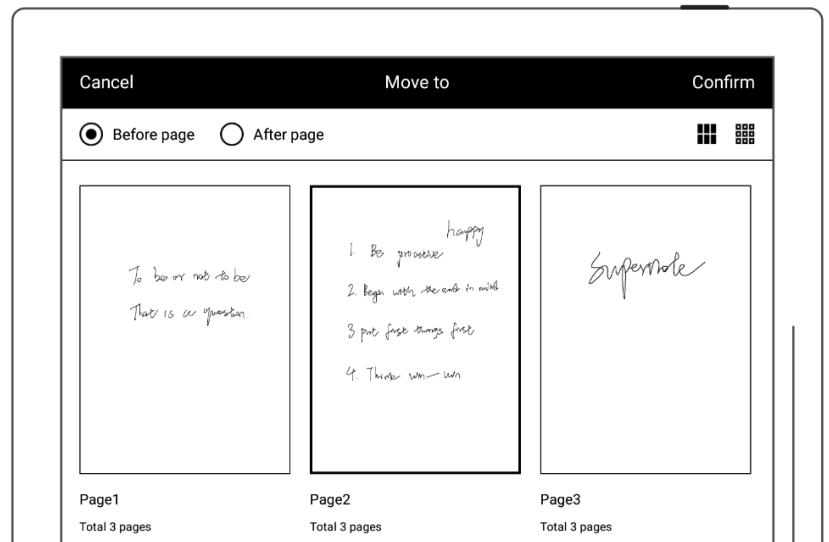 Cancel Move to Confirm
Before page After page
To be or not to be
That is a question.
happy
1 Be proactive
2. Begin with the end in mind
3 put first things first
4. Think win-win
Supernote
Page1 Page2 Page3
Total 3 pages Total 3 pages Total 3 pages